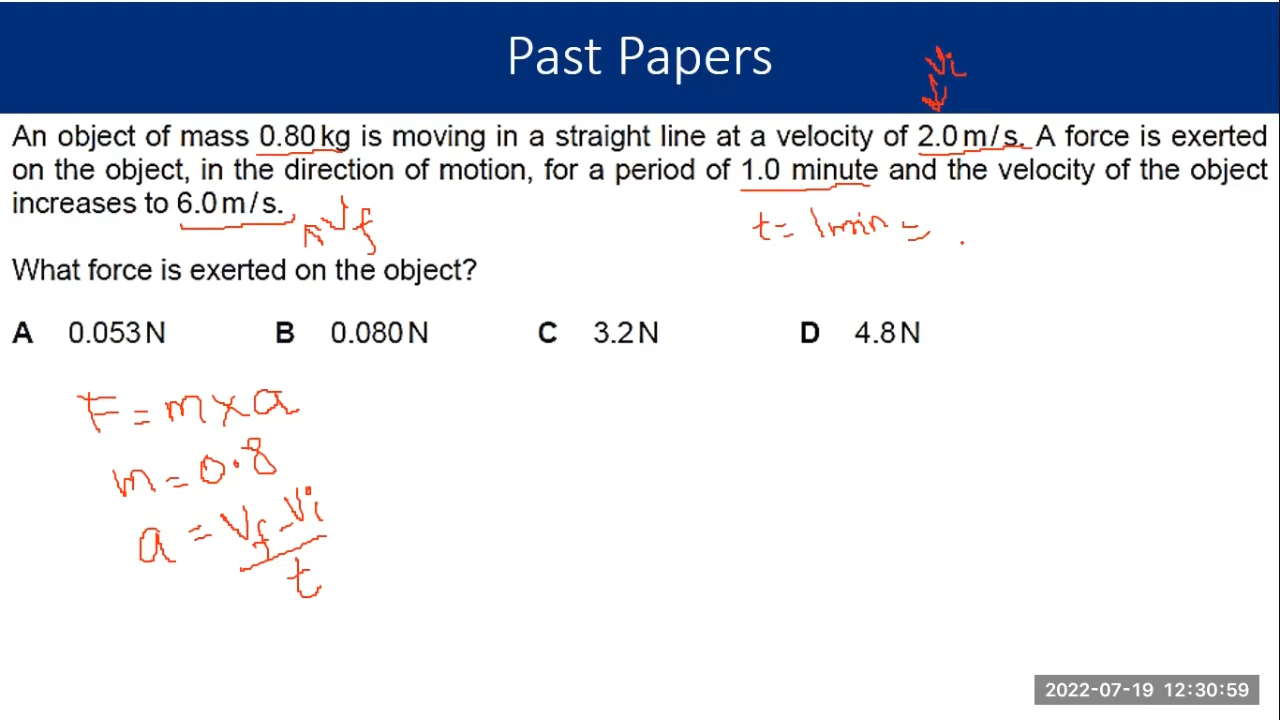 Past Papers
Vi
An object of mass 0.80 kg is moving in a straight line at a velocity of 2.0 m / s. A force is exerted
on the object, in the direction of motion, for a period of 1.0 minute and the velocity of the object
increases to 6.0 m / s.
Vf
t = 1min =
What force is exerted on the object?
A 0.053 N B 0.080 N C 3.2 N D 4.8 N
F = m × a
m = 0.8
a = Vf - Vi
t
2022-07-19 12:30:59